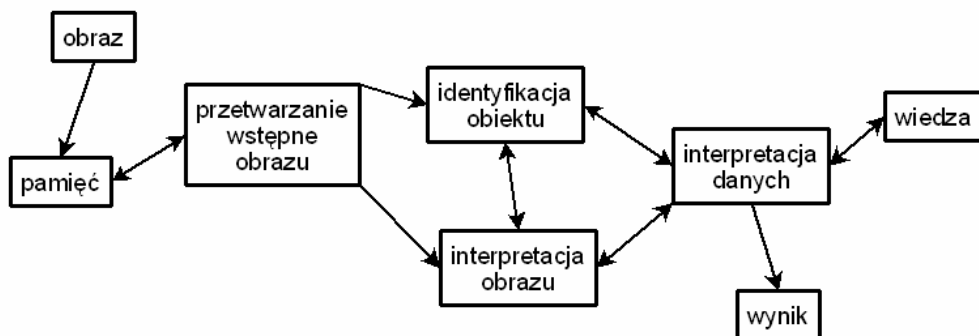 obraz
pamięć
przetwarzanie
wstępne
obrazu
identyfikacja
obiektu
interpretacja
obrazu
interpretacja
danych
wiedza
wynik